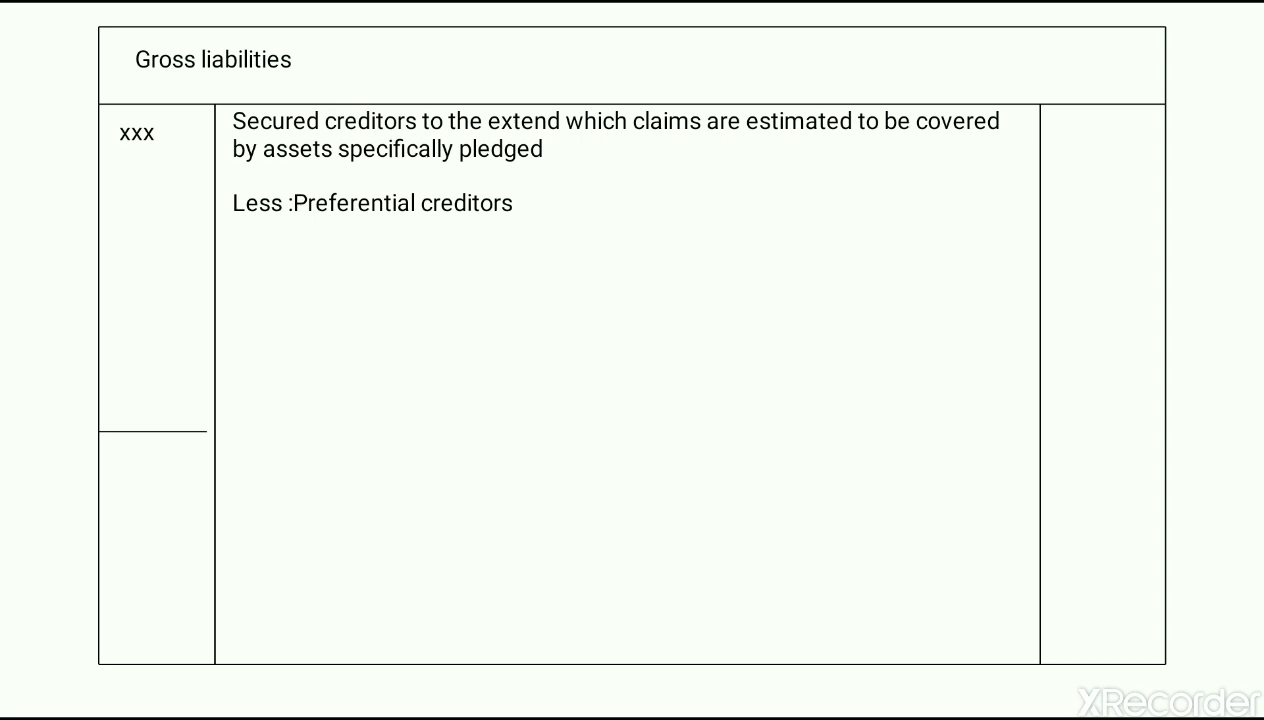 Gross liabilities
xxx
Secured creditors to the extend which claims are estimated to be covered
by assets specifically pledged
Less :Preferential creditors
XRecorder